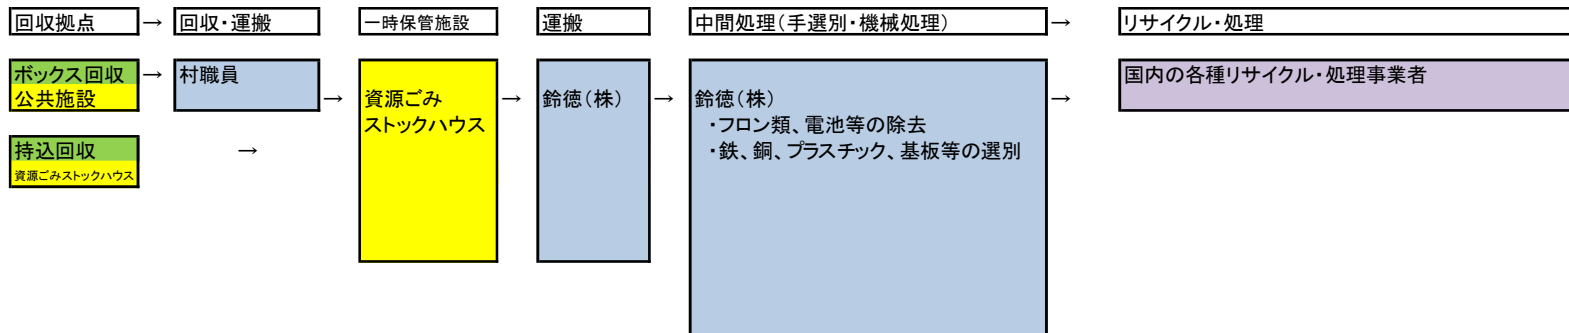 回収拠点 → 回収・運搬 一時保管施設 運搬 中間処理(手選別・機械処理) → リサイクル・処理
ボックス回収 → 村職員 国内の各種リサイクル・処理事業者
公共施設 → 資源ごみ → 鈴徳(株) → 鈴徳(株) →
ストックハウス ・フロン類、電池等の除去
持込回収 → ・鉄、銅、プラスチック、基板等の選別
資源ごみストックハウス